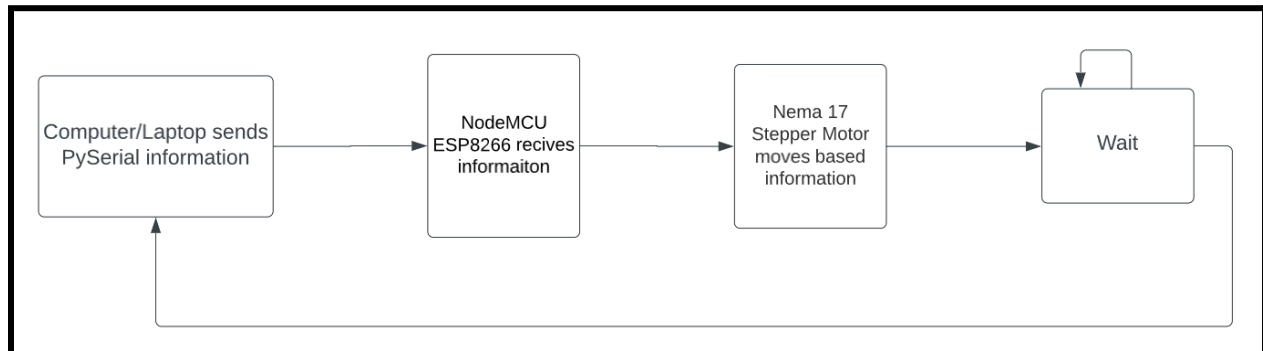 Computer/Laptop sends
PySerial information
NodeMCU
ESP8266 recives
informaiton
Nema 17
Stepper Motor
moves based
information
Wait